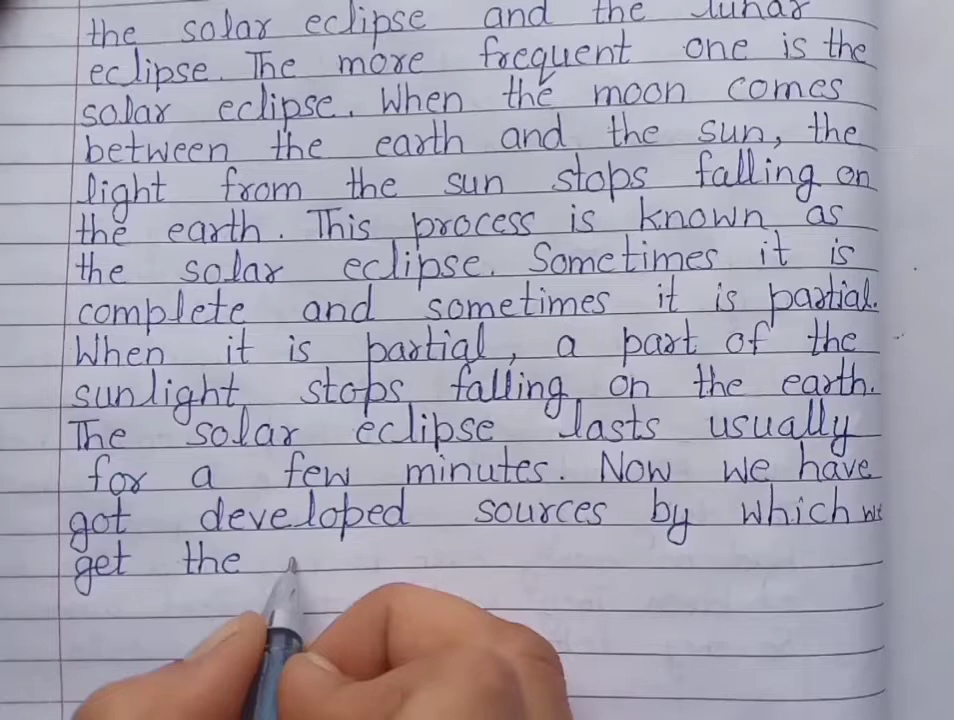 the solar eclipse and the lunar
eclipse. The more frequent one is the
solar eclipse. When the moon comes
between the earth and the sun, the
light from the sun stops falling on
the earth. This process is known as
the solar eclipse. Sometimes it is
complete and sometimes it is partial.
When it is partial, a part of the
sunlight stops falling on the earth.
The solar eclipse lasts usually
for a few minutes. Now we have
got developed sources by which we
get the